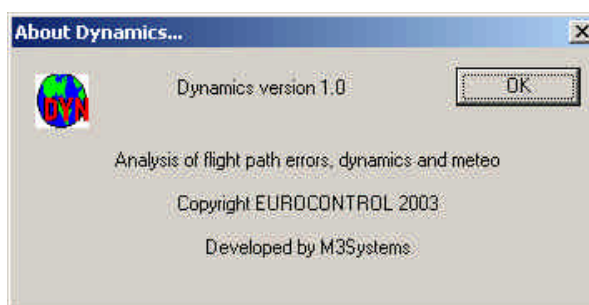 About Dynamics...
DYN
Dynamics version 1.0
OK
Analysis of flight path errors, dynamics and meteo
Copyright EUROCONTROL 2003
Developed by M3Systems